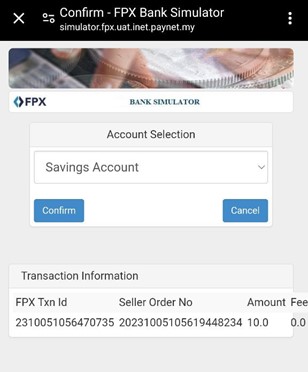 Confirm - FPX Bank Simulator
simulator.fpx.uat.inet.paynet.my
FPX BANK SIMULATOR
Account Selection
Savings Account
Confirm Cancel
Transaction Information
FPX Txn Id Seller Order No Amount Fee
2310051056470735 20231005105619448234 10.0 0.0